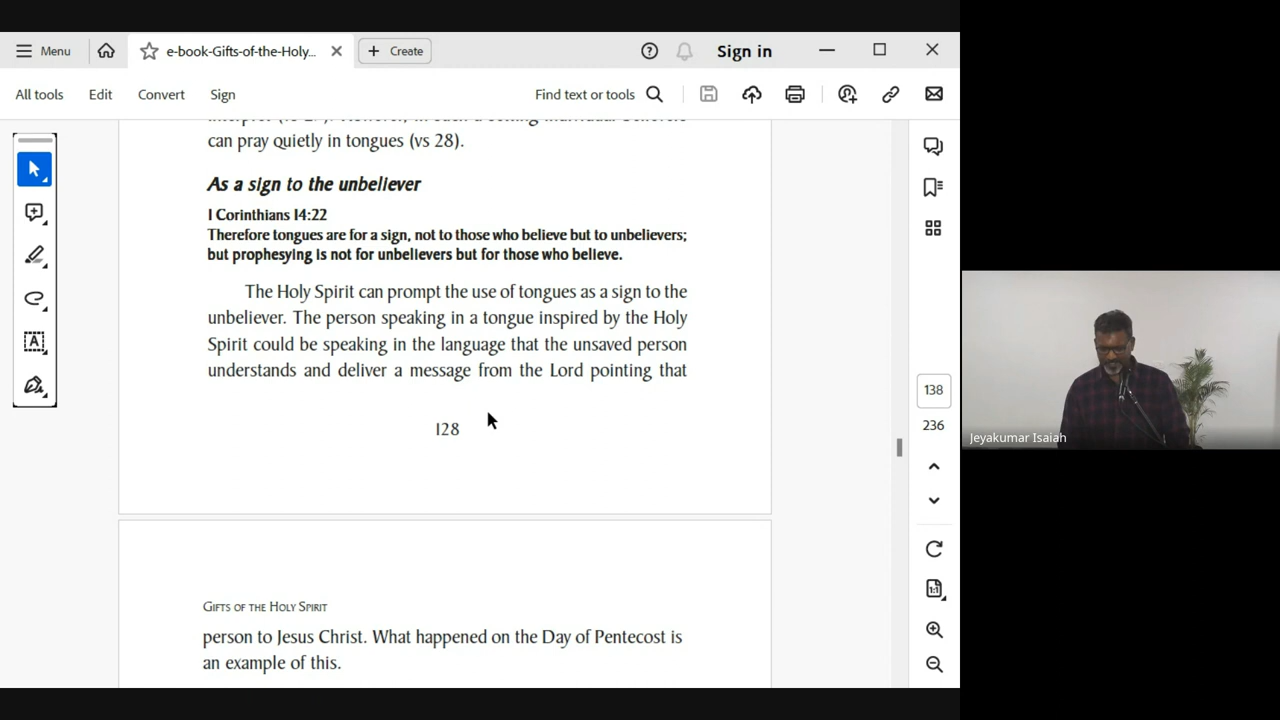 Menu
e-book-Gifts-of-the-Holy...
Create
Sign in
All tools
Edit
Convert
Sign
Find text or tools
can pray quietly in tongues (vs 28).
As a sign to the unbeliever
1 Corinthians 14:22
Therefore tongues are for a sign, not to those who believe but to unbelievers;
but prophesying is not for unbelievers but for those who believe.
The Holy Spirit can prompt the use of tongues as a sign to the
unbeliever. The person speaking in a tongue inspired by the Holy
Spirit could be speaking in the language that the unsaved person
understands and deliver a message from the Lord pointing that
128
138
236
GIFTS OF THE HOLY SPIRIT
person to Jesus Christ. What happened on the Day of Pentecost is
an example of this.
Jeyakumar Isaiah